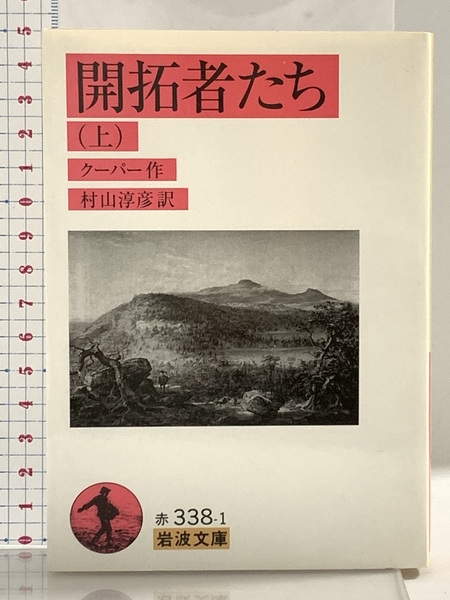 開拓者たち
(上)
クーパー作
村山淳彦訳
赤 338-1
岩波文庫